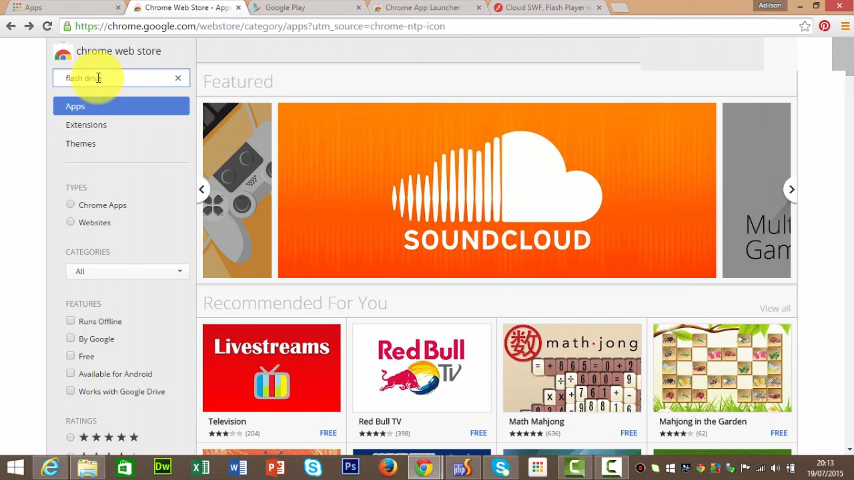 Apps
Chrome Web Store - Apps
Google Play
Chrome App Launcher
Cloud SWF, Flash Player w
Adilson
https://chrome.google.com/webstore/category/apps?utm_source=chrome-ntp-icon
chrome web store
flash drive
Apps
Extensions
Themes
TYPES
Chrome Apps
Websites
CATEGORIES
All
FEATURES
Runs Offline
By Google
Free
Available for Android
Works with Google Drive
RATINGS
Featured
SOUNDCLOUD
Mult
Gam
Recommended For You
View all
Livestreams
Television
(204)
FREE
Red Bull
TV
Red Bull TV
(398)
FREE
数
math·jong
Math Mahjong
(636)
FREE
Mahjong in the Garden
(62)
FREE
20:13
19/07/2015